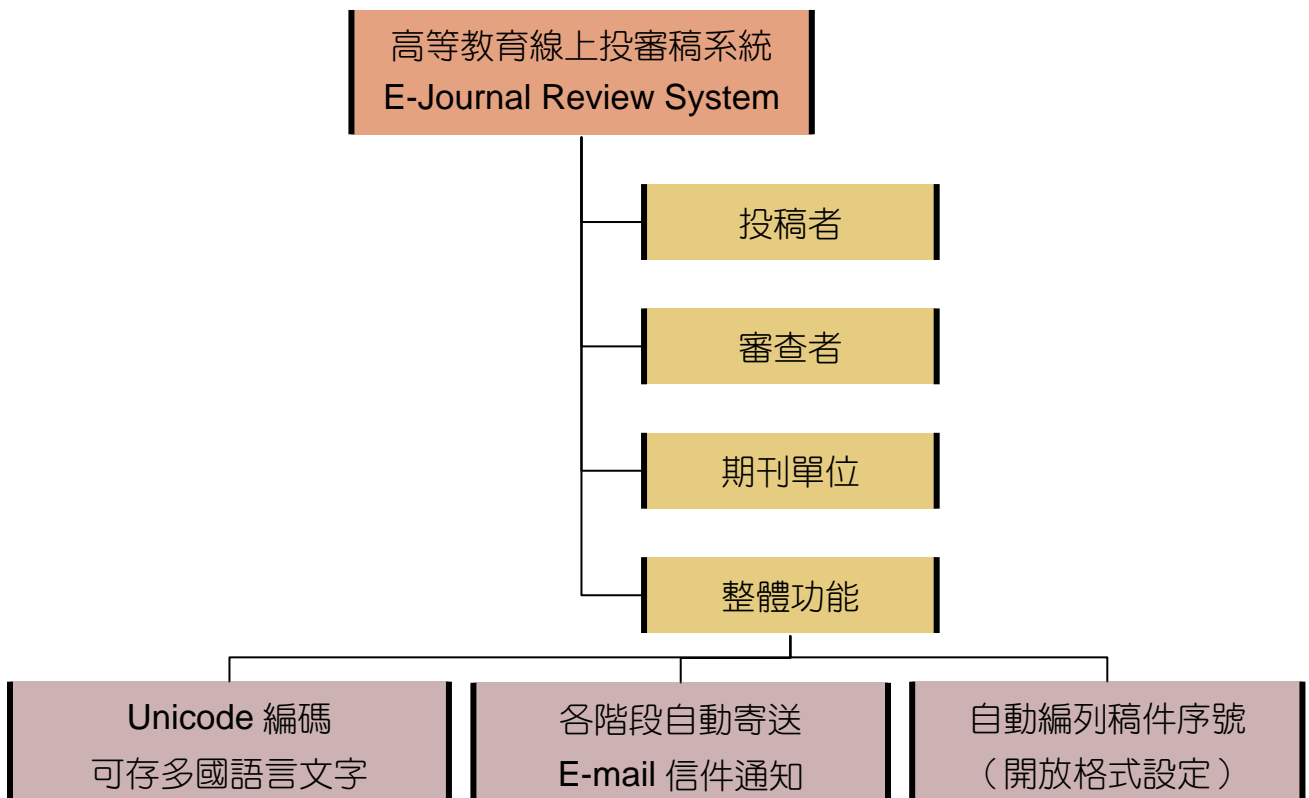 高等教育線上投審稿系統
E-Journal Review System
投稿者
審查者
期刊單位
整體功能
Unicode 編碼
可存多國語言文字
各階段自動寄送
E-mail 信件通知
自動編列稿件序號
（開放格式設定）